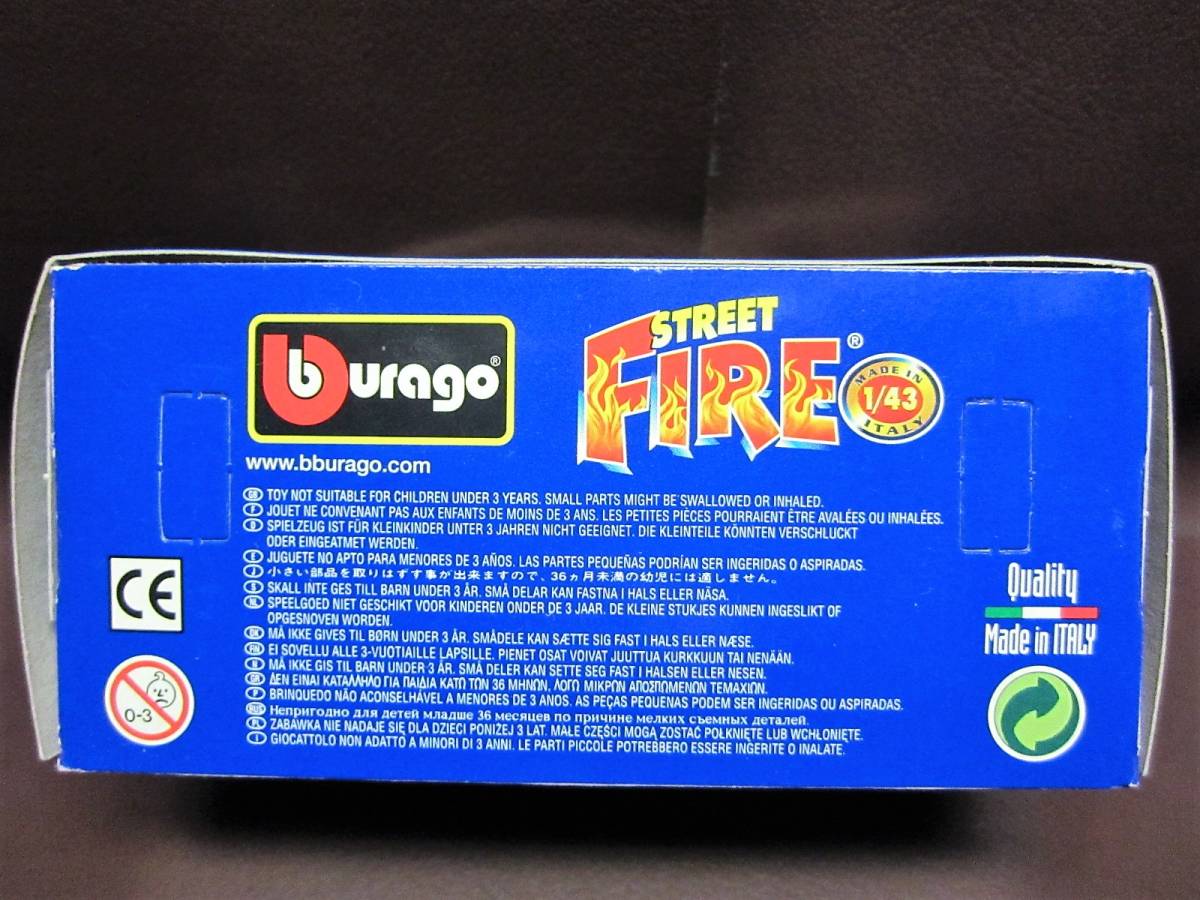 burago®
STREET
FIRE®
MADE IN
1/43
ITALY
www.bburago.com
GB TOY NOT SUITABLE FOR CHILDREN UNDER 3 YEARS. SMALL PARTS MIGHT BE SWALLOWED OR INHALED.
F JOUET NE CONVENANT PAS AUX ENFANTS DE MOINS DE 3 ANS. LES PETITES PIÈCES POURRAIENT ÊTRE AVALÉES OU INHALÉES.
D SPIELZEUG IST FÜR KLEINKINDER UNTER 3 JAHREN NICHT GEEIGNET. DIE KLEINTEILE KÖNNTEN VERSCHLUCKT
ODER EINGEATMET WERDEN.
E JUGUETE NO APTO PARA MENORES DE 3 AÑOS. LAS PARTES PEQUEÑAS PODRÍAN SER INGERIDAS O ASPIRADAS.
J 小さい部品を取りはずす事が出来ますので、36ヵ月未満の幼児には適しません。
S SKALL INTE GES TILL BARN UNDER 3 ÅR. SMÅ DELAR KAN FASTNA I HALS ELLER NÄSA.
NL SPEELGOED NIET GESCHIKT VOOR KINDEREN ONDER DE 3 JAAR. DE KLEINE STUKJES KUNNEN INGESLIKT OF
OPGESNOVEN WORDEN.
DK MÅ IKKE GIVES TIL BØRN UNDER 3 ÅR. SMÅDELE KAN SÆTTE SIG FAST I HALS ELLER NÆSE.
FIN EI SOVELLU ALLE 3-VUOTIAILLE LAPSILLE. PIENET OSAT VOIVAT JUUTTUA KURKKUUN TAI NENÄÄN.
N MÅ IKKE GIS TIL BARN UNDER 3 ÅR. SMÅ DELER KAN SETTE SEG FAST I HALSEN ELLER NESEN.
GR ΔΕΝ ΕΙΝΑΙ ΚΑΤΑΛΛΗΛΟ ΓΙΑ ΠΑΙΔΙΑ ΚΑΤΩ ΤΩΝ 36 ΜΗΝΩΝ, ΛΟΓΩ ΜΙΚΡΩΝ ΑΠΟΣΠΩΜΕΝΩΝ ΤΕΜΑΧΙΩΝ.
P BRINQUEDO NÃO ACONSELHÁVEL A MENORES DE 3 ANOS. AS PEÇAS PEQUENAS PODEM SER INGERIDAS OU ASPIRADAS.
RUS Непригодно для детей младше 36 месяцев по причине мелких съемных деталей.
PL ZABAWKA NIE NADAJE SIĘ DLA DZIECI PONIŻEJ 3 LAT. MAŁE CZĘŚCI MOGĄ ZOSTAĆ POŁKNIĘTE LUB WCHŁONIĘTE.
I GIOCATTOLO NON ADATTO A MINORI DI 3 ANNI. LE PARTI PICCOLE POTREBBERO ESSERE INGERITE O INALATE.
CE
0-3
Quality
Made in ITALY